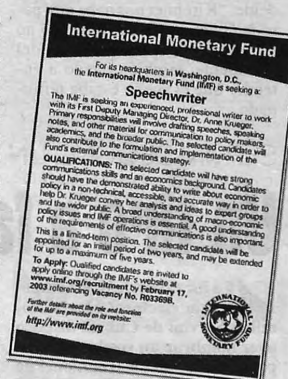 International Monetary Fund
For its headquarters in Washington, D.C.,
the International Monetary Fund (IMF) is seeking a:
Speechwriter
The IMF is seeking an experienced, professional writer to work
with its First Deputy Managing Director, Dr. Anne Krueger.
Primary responsibilities will involve drafting speeches, speaking
notes, and other material for communication to policy makers,
academics, and the broader public. The selected candidate will
also contribute to the formulation and implementation of the
Fund's external communications strategy.
QUALIFICATIONS: The selected candidate will have strong
communications skills and an economics background. Candidates
should have the demonstrated ability to write about economic
policy in a non-technical, accessible, and accurate way in order to
help Dr. Krueger convey her analysis and ideas to expert groups
and the wider public. A broad understanding of macro-economic
policy issues and IMF operations is essential. A good understanding
of the requirements of effective communications is also important.
This is a limited-term position. The selected candidate will be
appointed for an initial period of two years, and may be extended
for up to a maximum of five years.
To Apply: Qualified candidates are invited to
apply online through the IMF's website at
www.imf.org/recruitment by February 17,
2003 referencing Vacancy No. R03369B.
Further details about the role and function
of the IMF are provided on its website:
http://www.imf.org
INTERNATIONAL MONETARY FUND